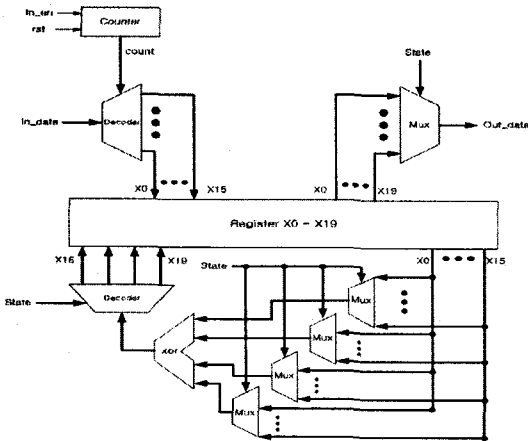 In_en
rst
Counter
count
State
In_data
Decoder
Mux
Out_data
X0
X15
X0
X19
Register X0 - X19
X16
X19
State
X0
X15
State
Decoder
Mux
Xor
Mux
Mux
Mux